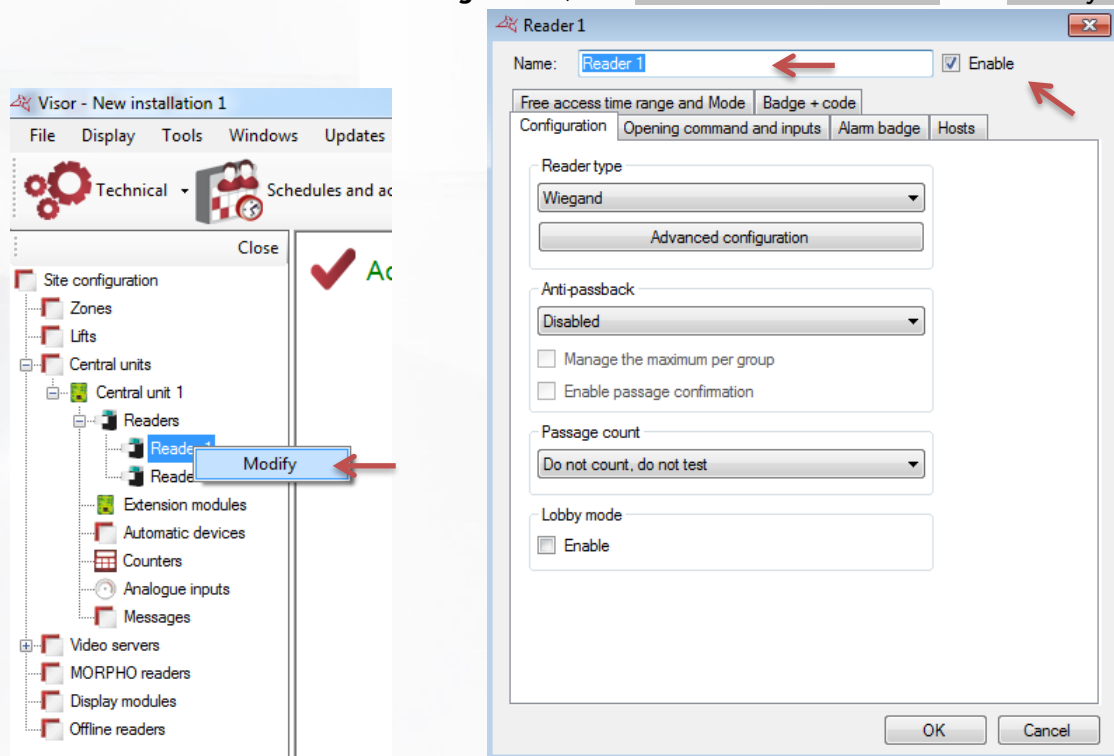 Visor - New installation 1
File Display Tools Windows Updates
Technical Schedules and ac
Close
Site configuration
Zones
Lifts
Central units
Central unit 1
Readers
Reader 1
Modify
Reade
Extension modules
Automatic devices
Counters
Analogue inputs
Messages
Video servers
MORPHO readers
Display modules
Offline readers
Reader 1
Name: Reader 1 Enable
Free access time range and Mode Badge + code
Configuration Opening command and inputs Alarm badge Hosts
Reader type
Wiegand
Advanced configuration
Anti-passback
Disabled
Manage the maximum per group
Enable passage confirmation
Passage count
Do not count, do not test
Lobby mode
Enable
OK Cancel